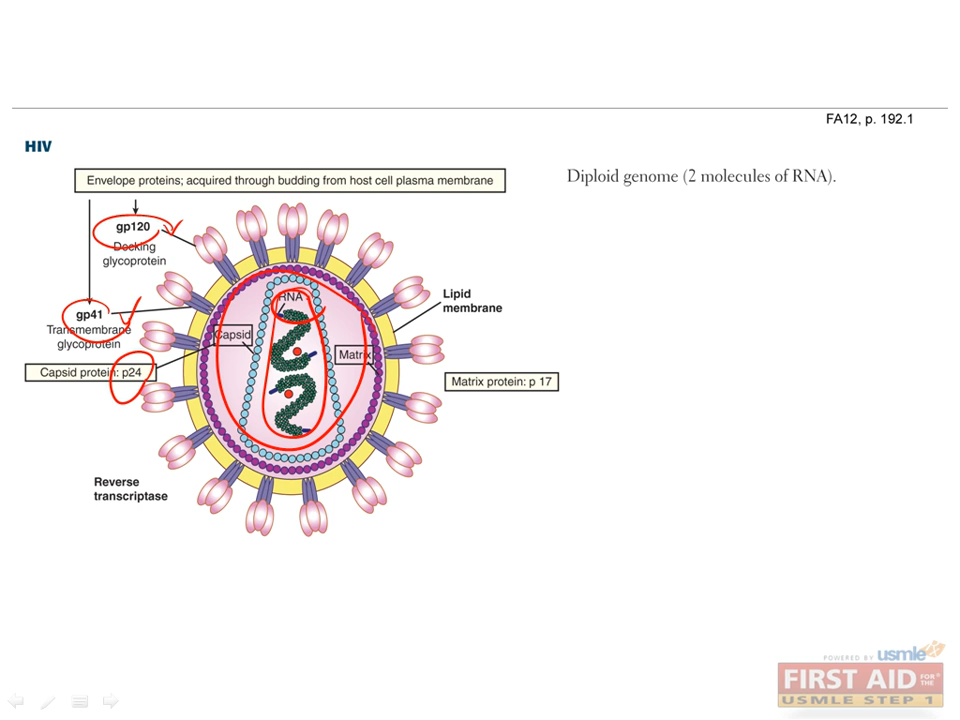 FA12, p. 192.1
HIV
Envelope proteins; acquired through budding from host cell plasma membrane
Diploid genome (2 molecules of RNA).
gp120
Docking
glycoprotein
RNA
Lipid
membrane
gp41
Transmembrane
glycoprotein
Capsid
Matrix
Capsid protein: p24
Matrix protein: p 17
Reverse
transcriptase
POWERED BY usmle
FIRST AID FOR THE
USMLE STEP 1